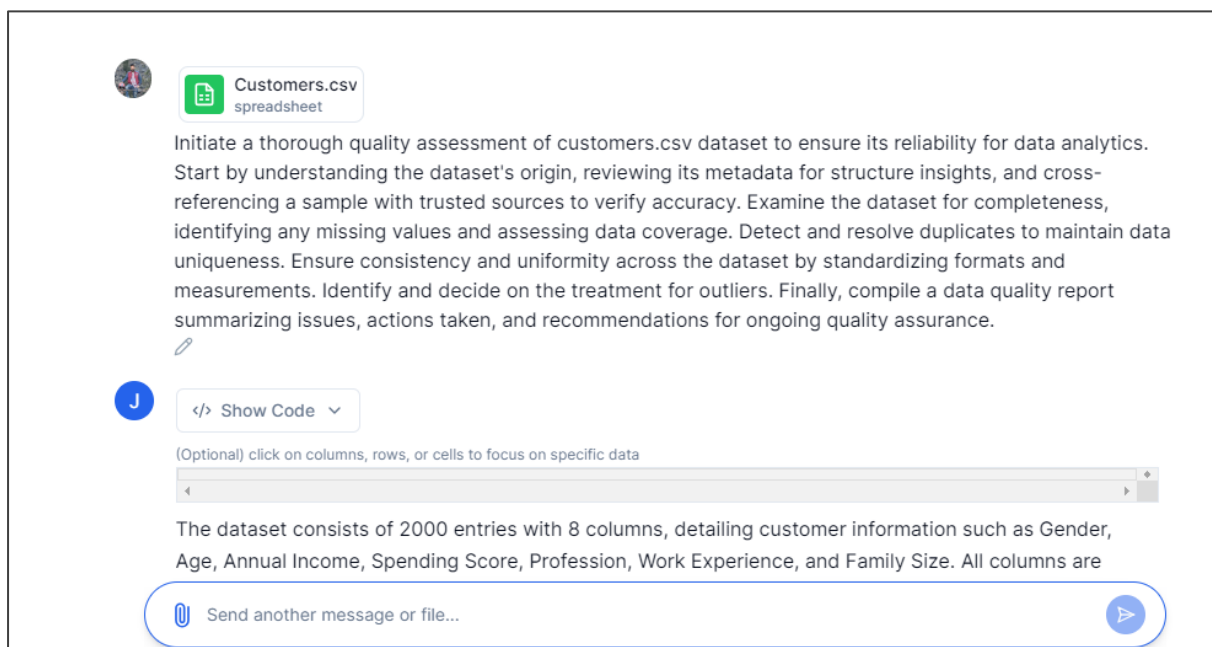 Customers.csv
spreadsheet
Initiate a thorough quality assessment of customers.csv dataset to ensure its reliability for data analytics.
Start by understanding the dataset's origin, reviewing its metadata for structure insights, and cross-
referencing a sample with trusted sources to verify accuracy. Examine the dataset for completeness,
identifying any missing values and assessing data coverage. Detect and resolve duplicates to maintain data
uniqueness. Ensure consistency and uniformity across the dataset by standardizing formats and
measurements. Identify and decide on the treatment for outliers. Finally, compile a data quality report
summarizing issues, actions taken, and recommendations for ongoing quality assurance.
J
</> Show Code
(Optional) click on columns, rows, or cells to focus on specific data
The dataset consists of 2000 entries with 8 columns, detailing customer information such as Gender,
Age, Annual Income, Spending Score, Profession, Work Experience, and Family Size. All columns are
Send another message or file...